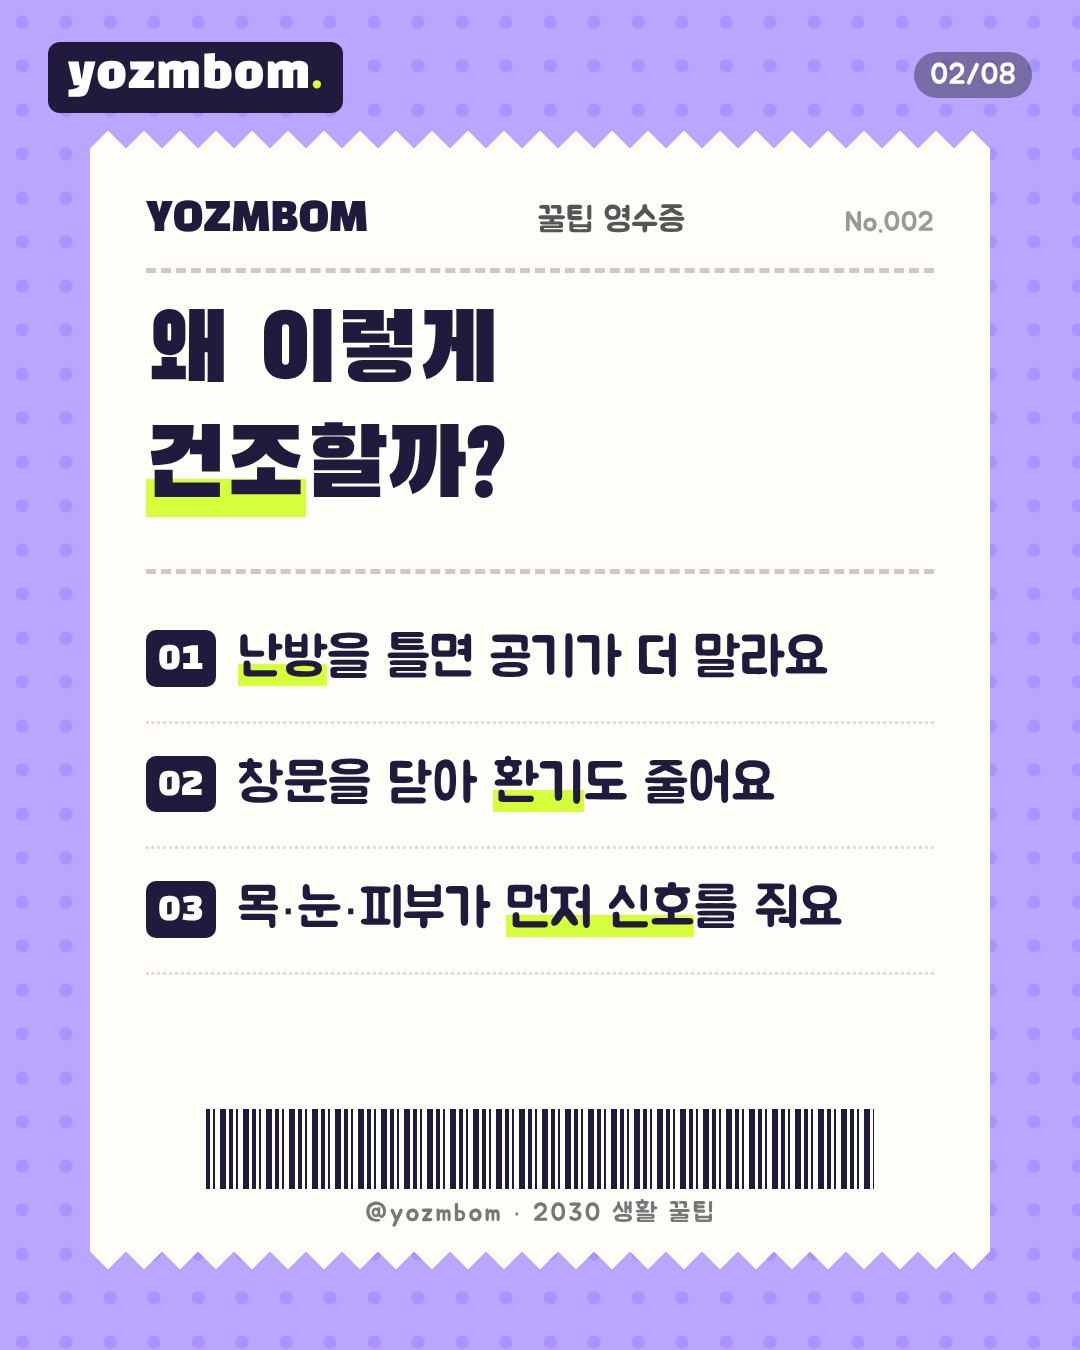 yozmbom.
02/08
YOZMBOM 꿀팁 영수증 No.002
왜 이렇게
건조할까?
01 난방을 틀면 공기가 더 말라요
02 창문을 닫아 환기도 줄어요
03 목·눈·피부가 먼저 신호를 줘요
@yozmbom · 2030 생활 꿀팁